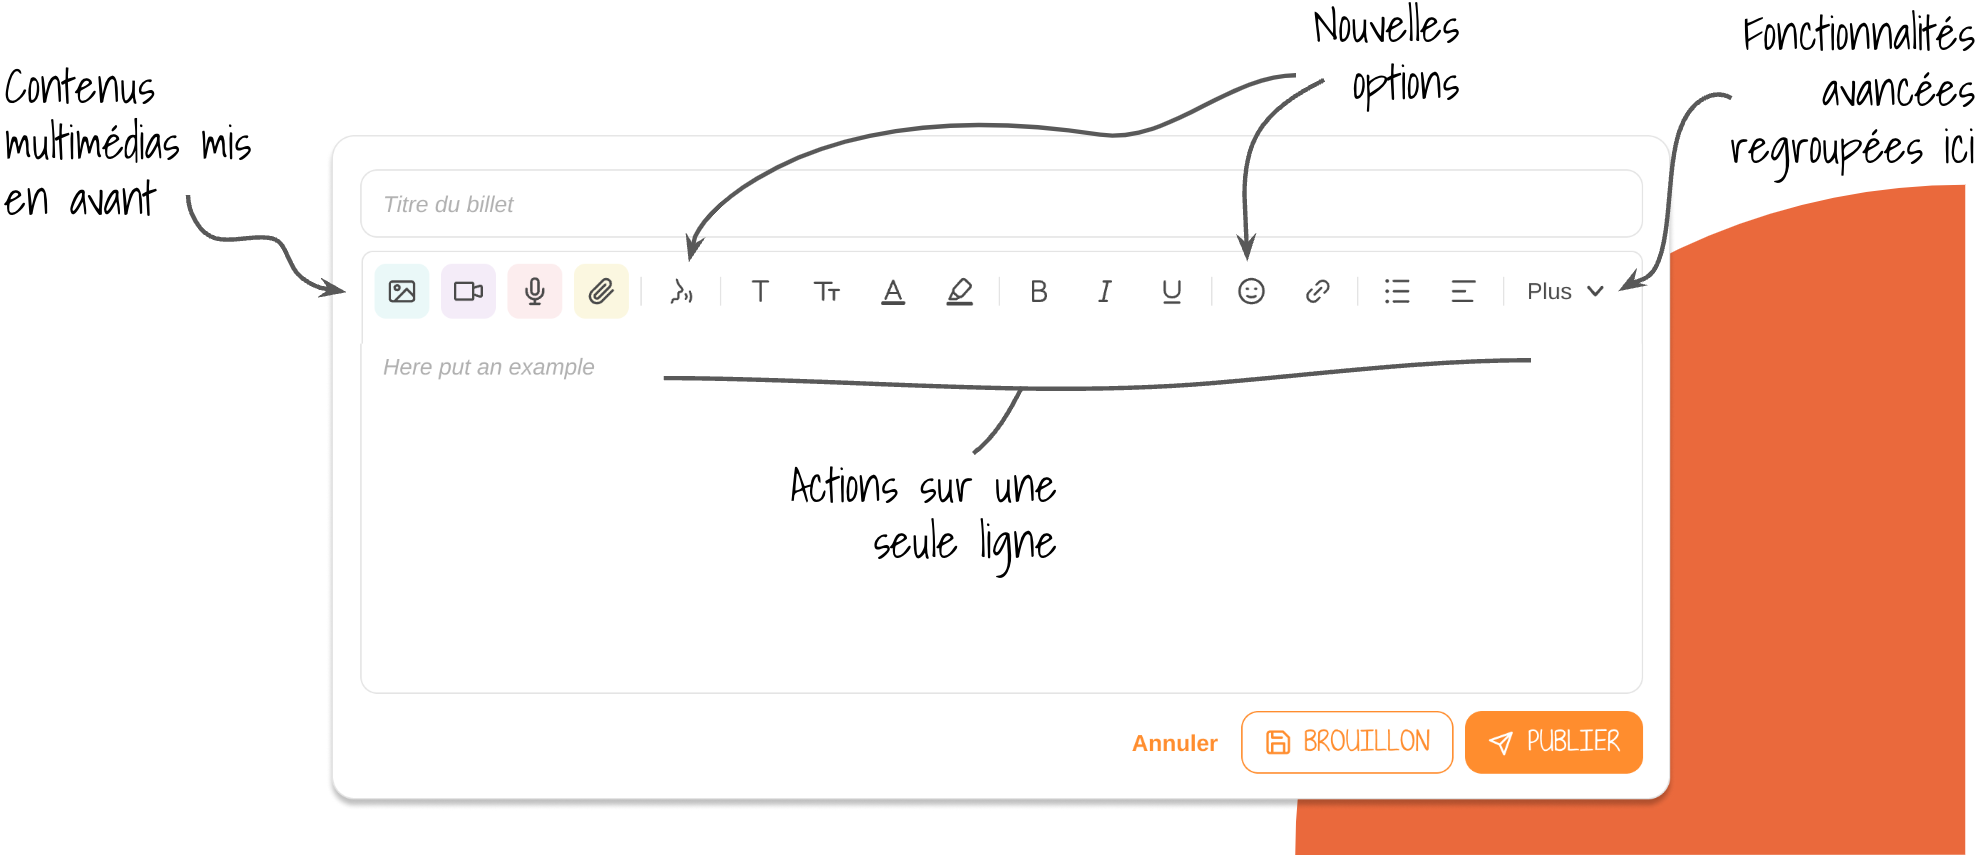 Nouvelles
options
Fonctionnalités
avancées
regroupées ici
Contenus
multimédias mis
en avant
Titre du billet
T TT A B I U Plus
Here put an example
Actions sur une
seule ligne
Annuler BROUILLON PUBLIER